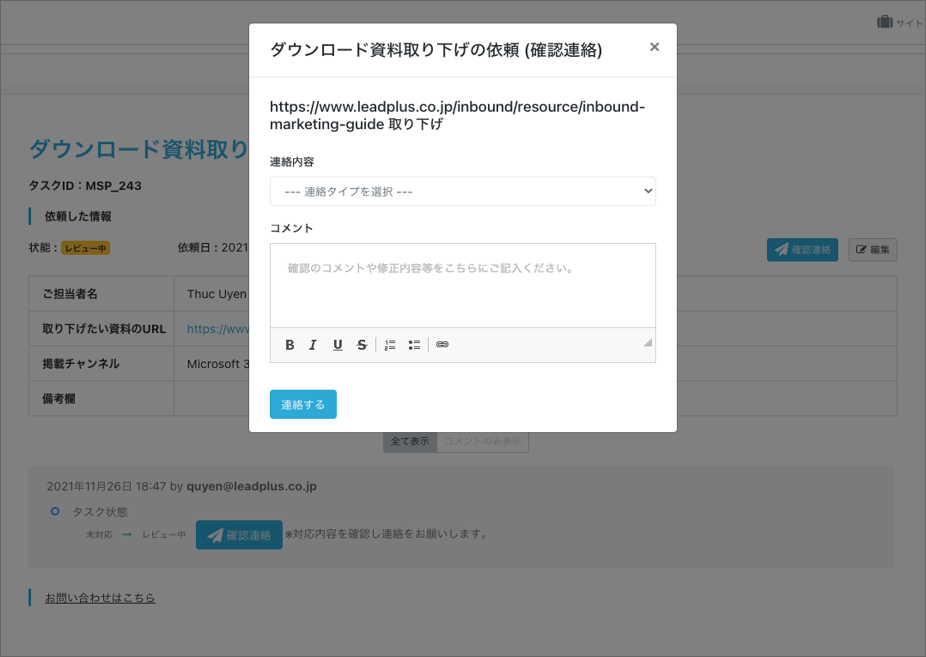 サイト
ダウンロード資料取り下げの依頼 (確認連絡)
×
https://www.leadplus.co.jp/inbound/resource/inbound-
marketing-guide 取り下げ
連絡内容
--- 連絡タイプを選択 ---
コメント
確認のコメントや修正内容等をこちらにご記入ください。
B I U S
連絡する
ダウンロード資料取り
タスクID：MSP_243
依頼した情報
状態：レビュー中 依頼日：2021
確認連絡 編集
ご担当者名 Thuc Uyen
取り下げたい資料のURL https://www
掲載チャンネル Microsoft 3
備考欄
全て表示 コメントのみ表示
2021年11月26日 18:47 by quyen@leadplus.co.jp
タスク状態
未対応 → レビュー中 確認連絡 ※対応内容を確認し連絡をお願いします。
お問い合わせはこちら